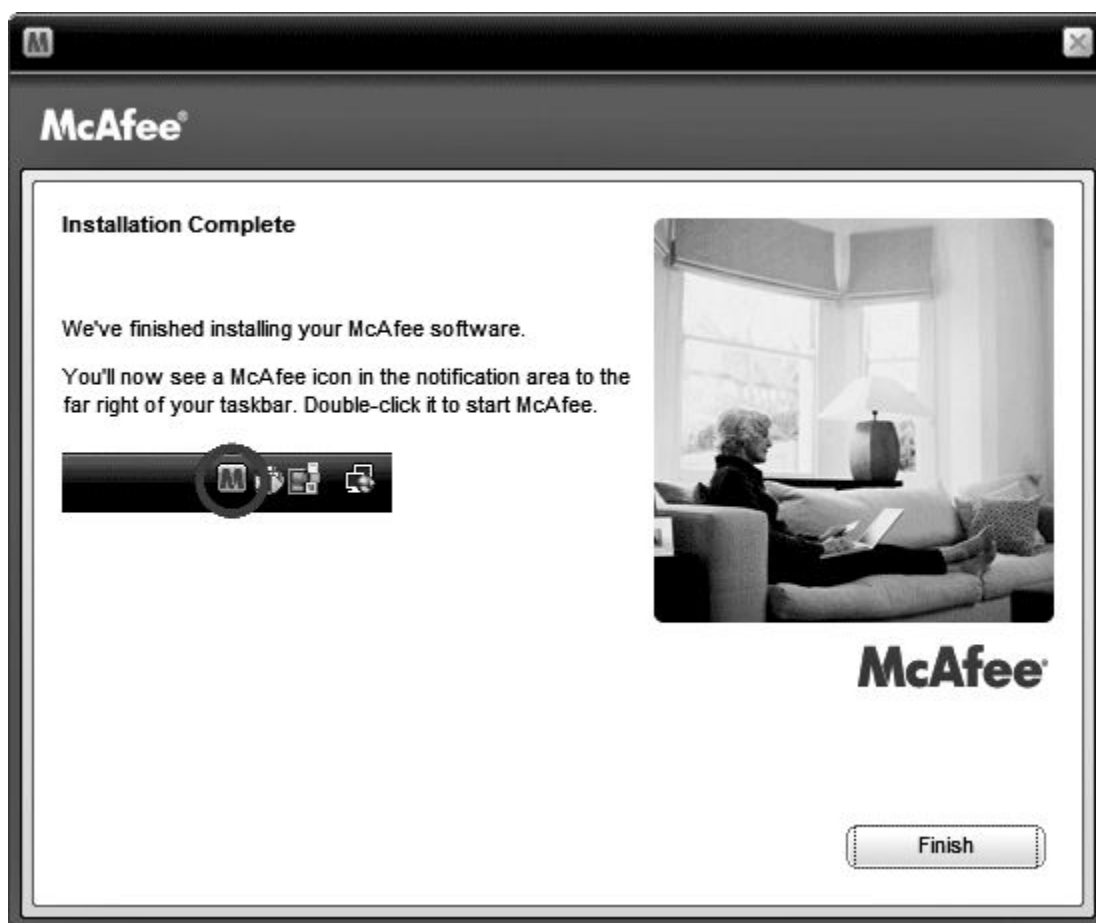 McAfee®
Installation Complete
We've finished installing your McAfee software.
You'll now see a McAfee icon in the notification area to the
far right of your taskbar. Double-click it to start McAfee.
McAfee®
Finish